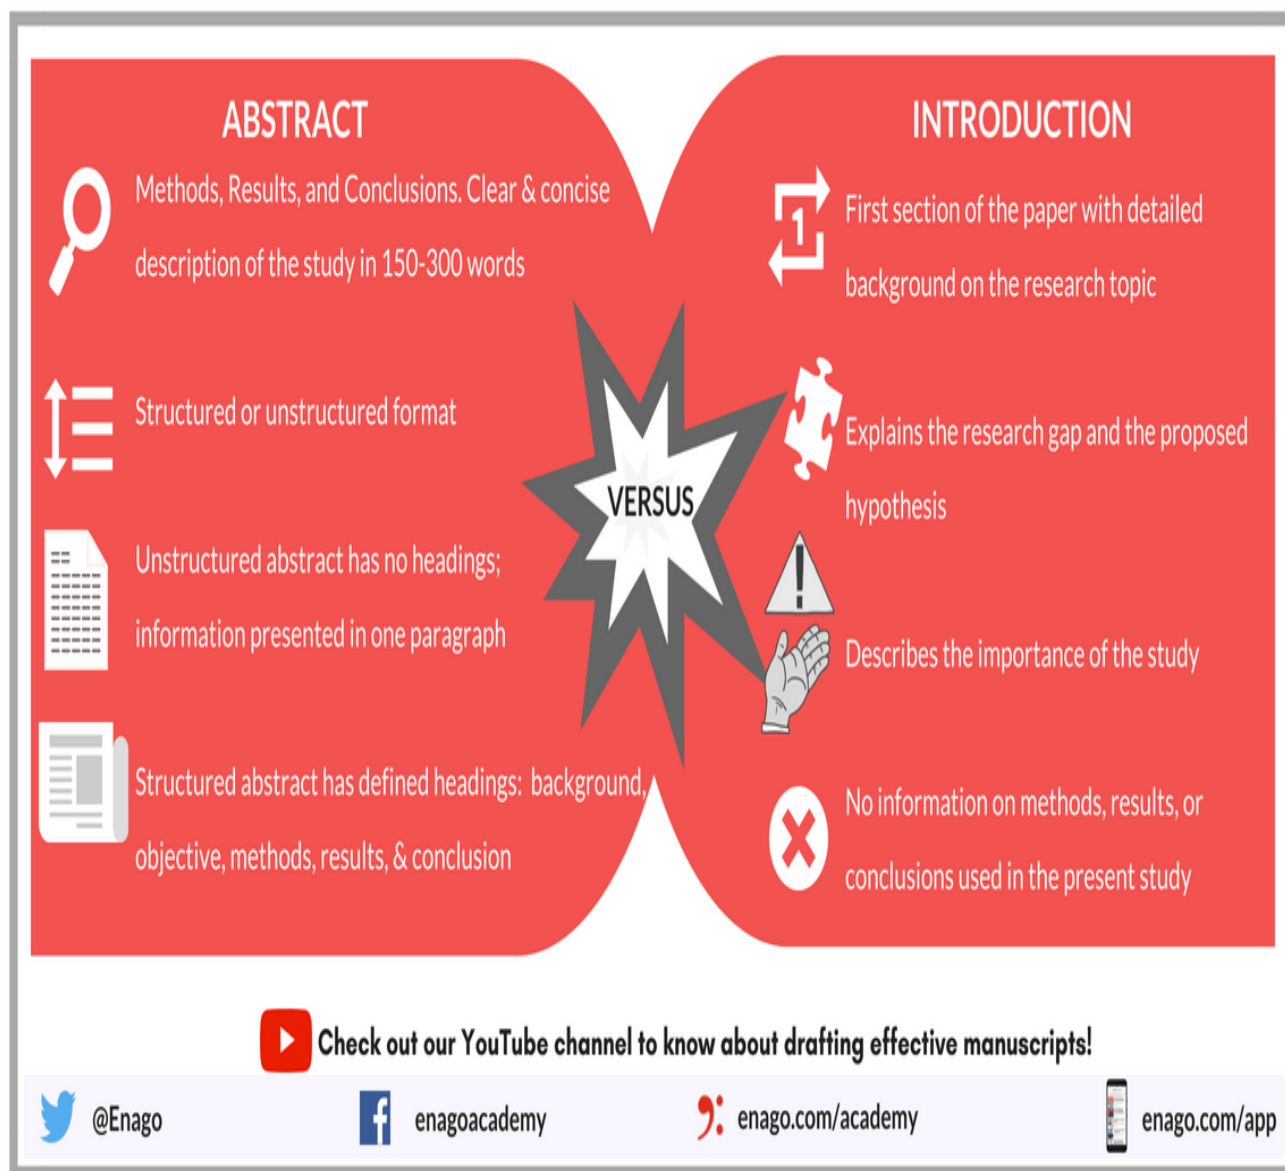 ABSTRACT
Methods, Results, and Conclusions. Clear & concise
description of the study in 150-300 words
Structured or unstructured format
Unstructured abstract has no headings;
information presented in one paragraph
Structured abstract has defined headings: background,
objective, methods, results, & conclusion
VERSUS
INTRODUCTION
1
First section of the paper with detailed
background on the research topic
Explains the research gap and the proposed
hypothesis
!
Describes the importance of the study
No information on methods, results, or
conclusions used in the present study
Check out our YouTube channel to know about drafting effective manuscripts!
@Enago
enagoacademy
enago.com/academy
enago.com/app